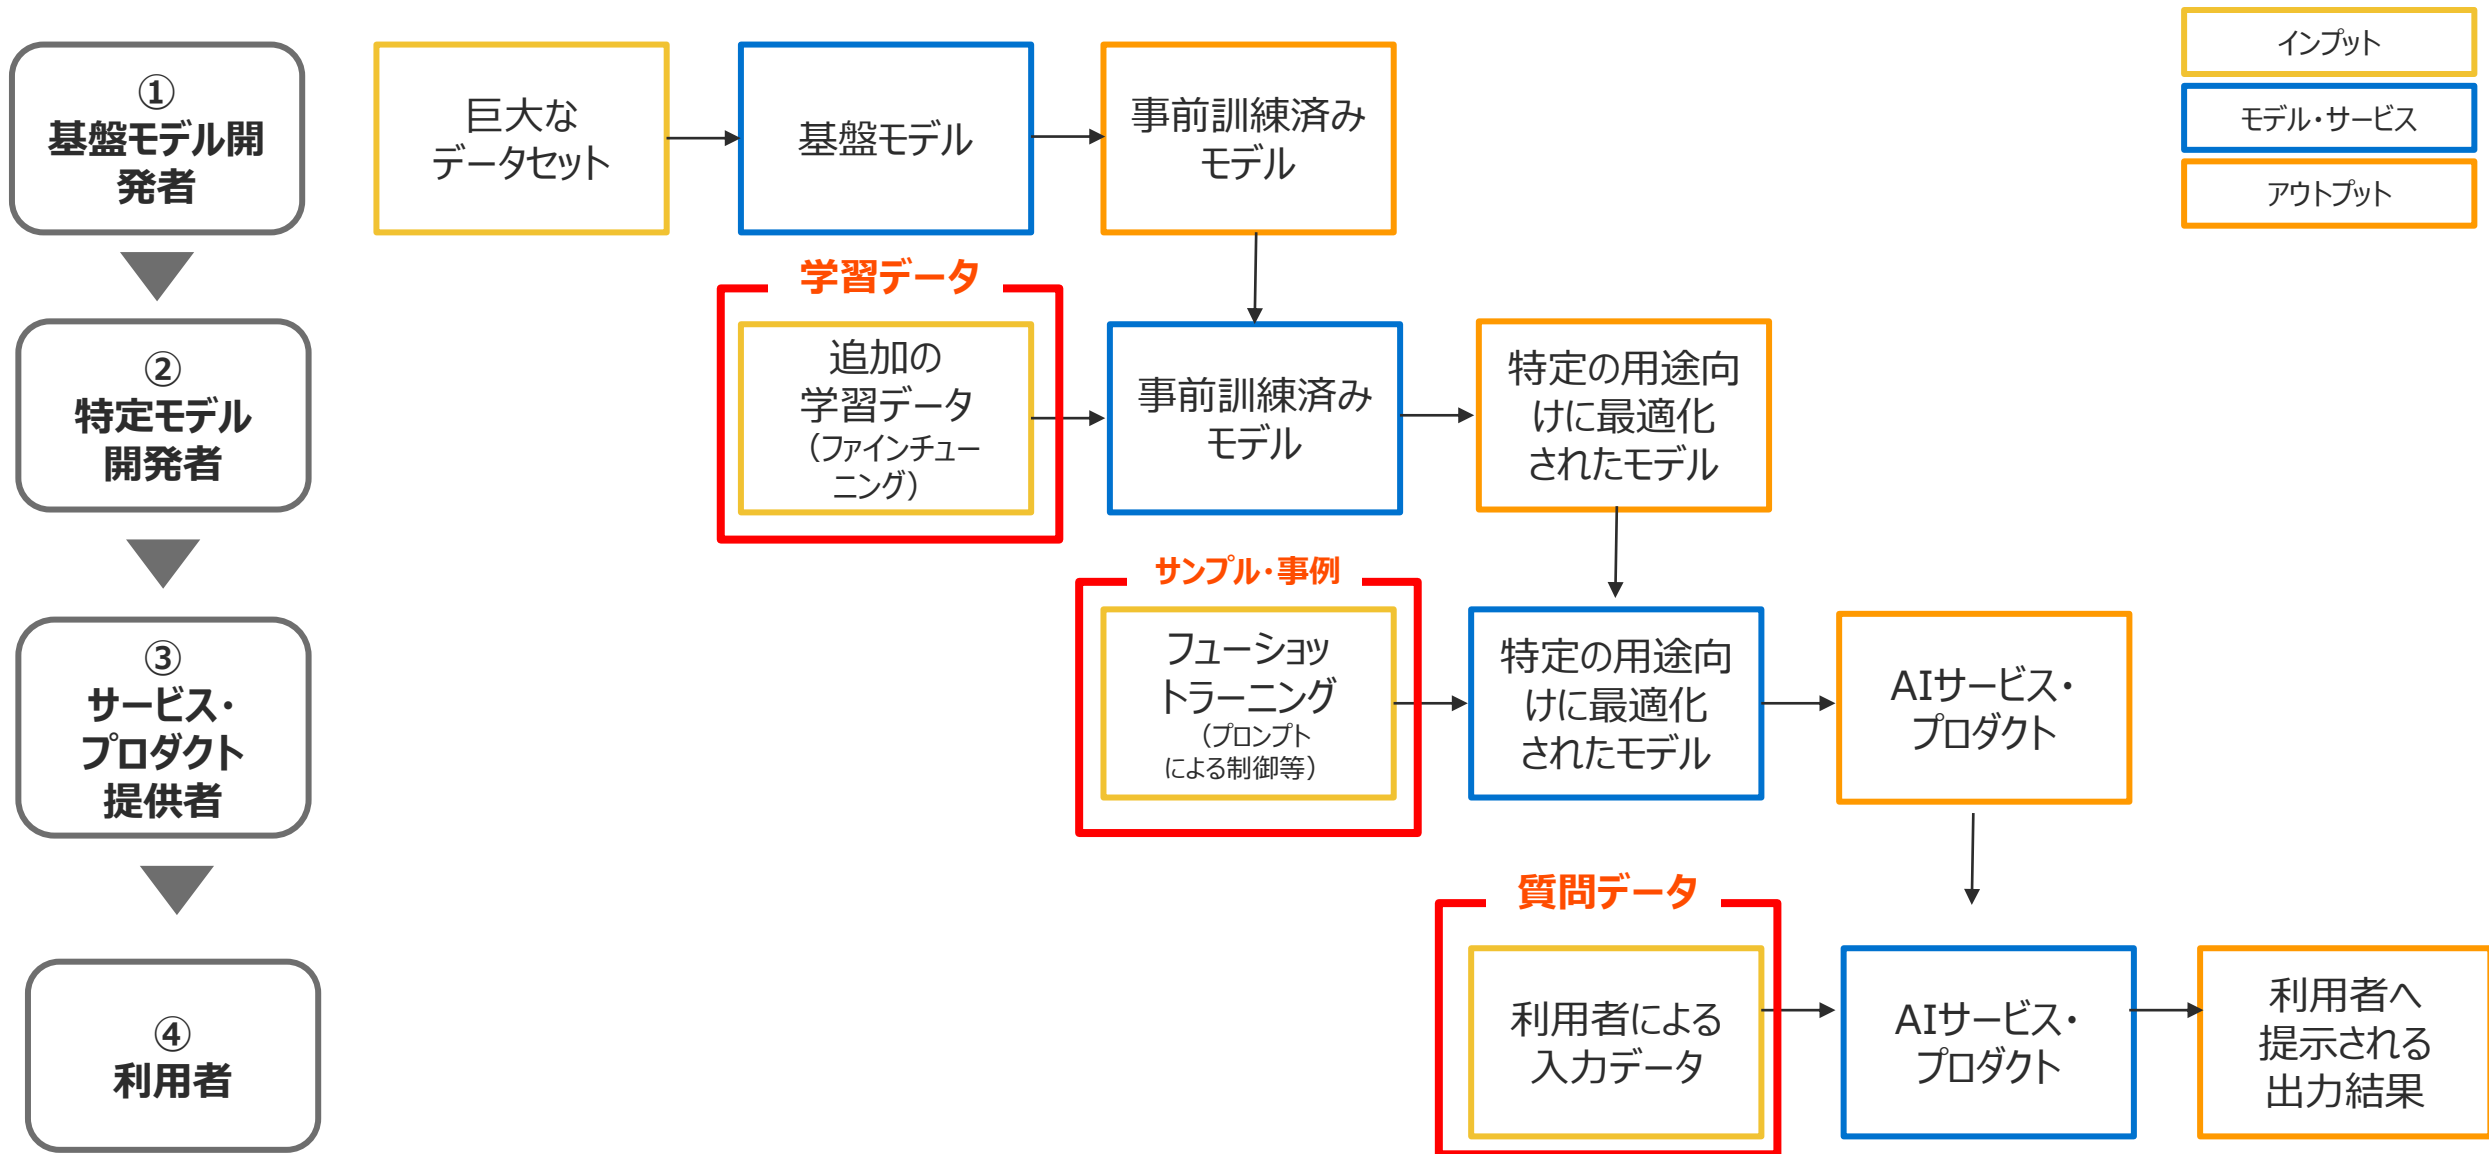 インプット
モデル・サービス
アウトプット
①
基盤モデル開
発者
巨大な
データセット
基盤モデル
事前訓練済み
モデル
②
特定モデル
開発者
学習データ
追加の
学習データ
（ファインチュー
ニング）
事前訓練済み
モデル
特定の用途向
けに最適化
されたモデル
③
サービス・
プロダクト
提供者
サンプル・事例
フューショッ
トラーニング
（プロンプト
による制御等）
特定の用途向
けに最適化
されたモデル
AIサービス・
プロダクト
④
利用者
質問データ
利用者による
入力データ
AIサービス・
プロダクト
利用者へ
提示される
出力結果